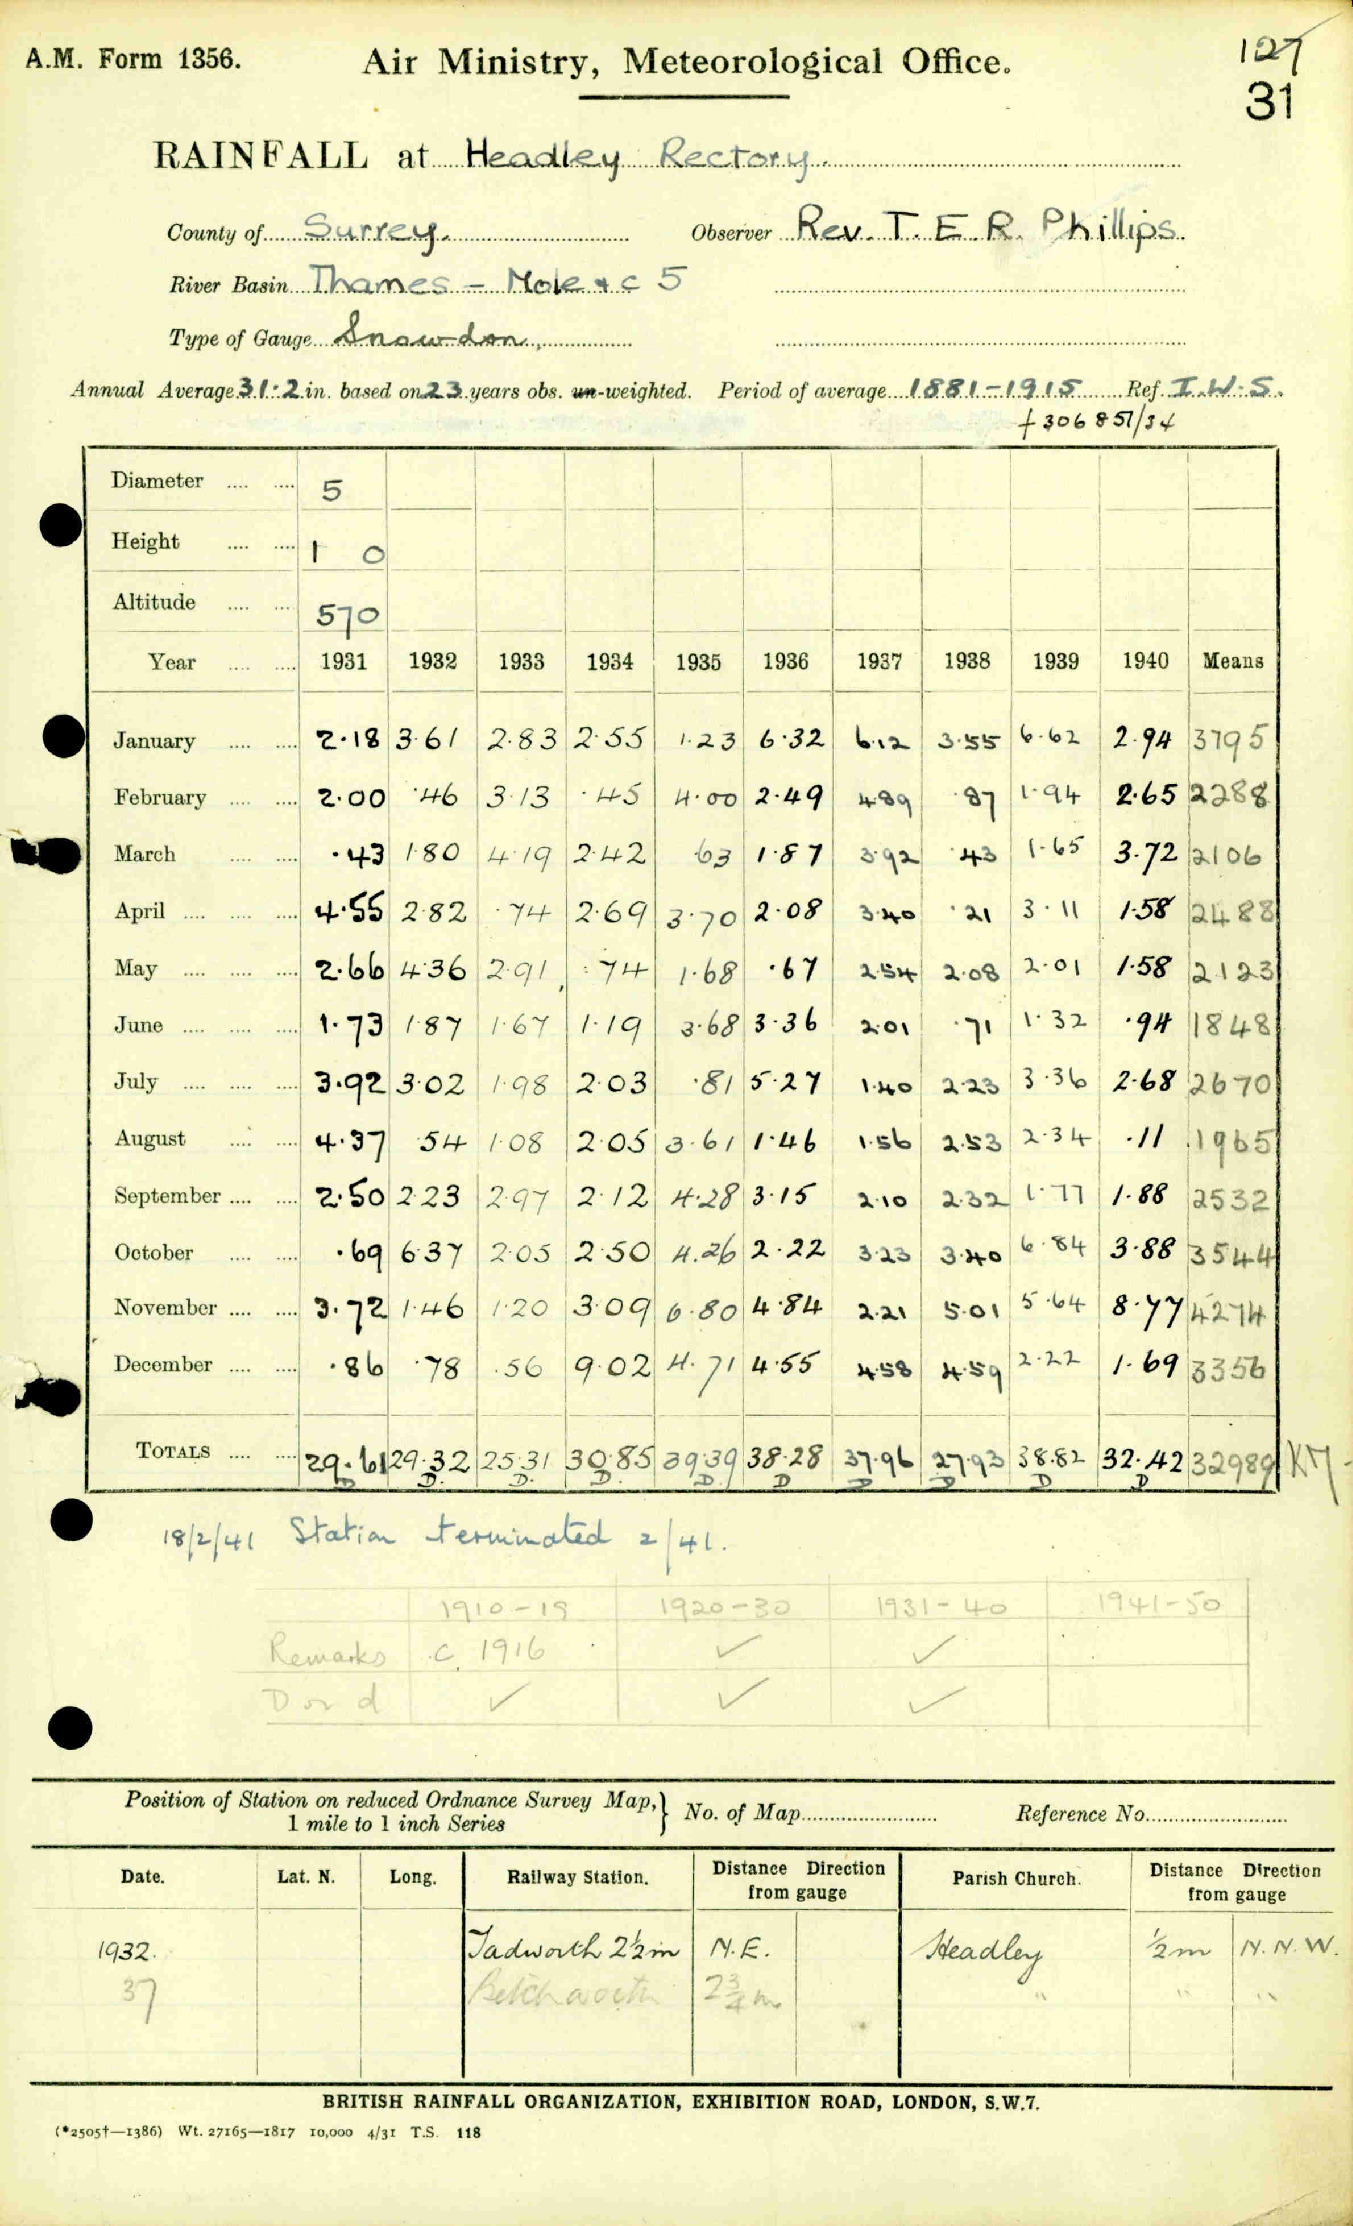 A.M. Form 1356.
Air Ministry, Meteorological Office.
127
31
RAINFALL at Headley Rectory.
County of Surrey. Observer Rev. T. E. R. Phillips.
River Basin Thames – Mole & c 5
Type of Gauge Snowdon.
Annual Average 31.2 in. based on 23 years obs. un-weighted. Period of average 1881–1915 Ref. I.W.S.
f 306851/34
Diameter .... .... 5
Height .... .... 1 0
Altitude .... .... 570
Year .... .... 1931 1932 1933 1934 1935 1936 1937 1938 1939 1940 Means
January .... .... 2.18 3.61 2.83 2.55 1.23 6.32 6.12 3.55 6.62 2.94 3795
February .... .... 2.00 .46 3.13 .45 4.00 2.49 4.89 .87 1.94 2.65 2288
March .... .... .43 1.80 4.19 2.42 63 1.87 3.92 .43 1.65 3.72 2106
April .... .... .... 4.55 2.82 .74 2.69 3.70 2.08 3.40 .21 3.11 1.58 2488
May .... .... .... 2.66 4.36 2.91 .74 1.68 .67 2.54 2.08 2.01 1.58 2123
June .... .... .... 1.73 1.87 1.67 1.19 3.68 3.36 2.01 .71 1.32 .94 1848
July .... .... .... 3.92 3.02 1.98 2.03 .81 5.27 1.40 2.23 3.36 2.68 2670
August .... .... 4.37 .54 1.08 2.05 3.61 1.46 1.56 2.53 2.34 .11 1965
September .... .... 2.50 2.23 2.97 2.12 4.28 3.15 2.10 2.32 1.77 1.88 2532
October .... .... .69 6.37 2.05 2.50 4.26 2.22 3.23 3.40 6.84 3.88 3544
November .... .... 3.72 1.46 1.20 3.09 6.80 4.84 2.21 5.01 5.64 8.77 4274
December .... .... .86 .78 .56 9.02 4.71 4.55 4.58 4.59 2.22 1.69 3356
TOTALS .... .... 29.61 29.32 25.31 30.85 39.39 38.28 37.96 27.93 38.82 32.42 32989 KM
D D. D. D. D. D D D D D
18/2/41 Station terminated 2/41.
1910–19 1920–30 1931–40 1941–50
Remarks c. 1916 ✓ ✓
D or d ✓ ✓ ✓
Position of Station on reduced Ordnance Survey Map,} No. of Map Reference No.
1 mile to 1 inch Series
Date. Lat. N. Long. Railway Station. Distance Direction from gauge Parish Church. Distance Direction from gauge
1932. Tadworth 2½m N.E. Headley ½m N.N.W.
37 Betchworth 2¾m " " "
BRITISH RAINFALL ORGANIZATION, EXHIBITION ROAD, LONDON, S.W.7.
(*2505†—1386) Wt. 27165—1817 10,000 4/31 T.S. 118